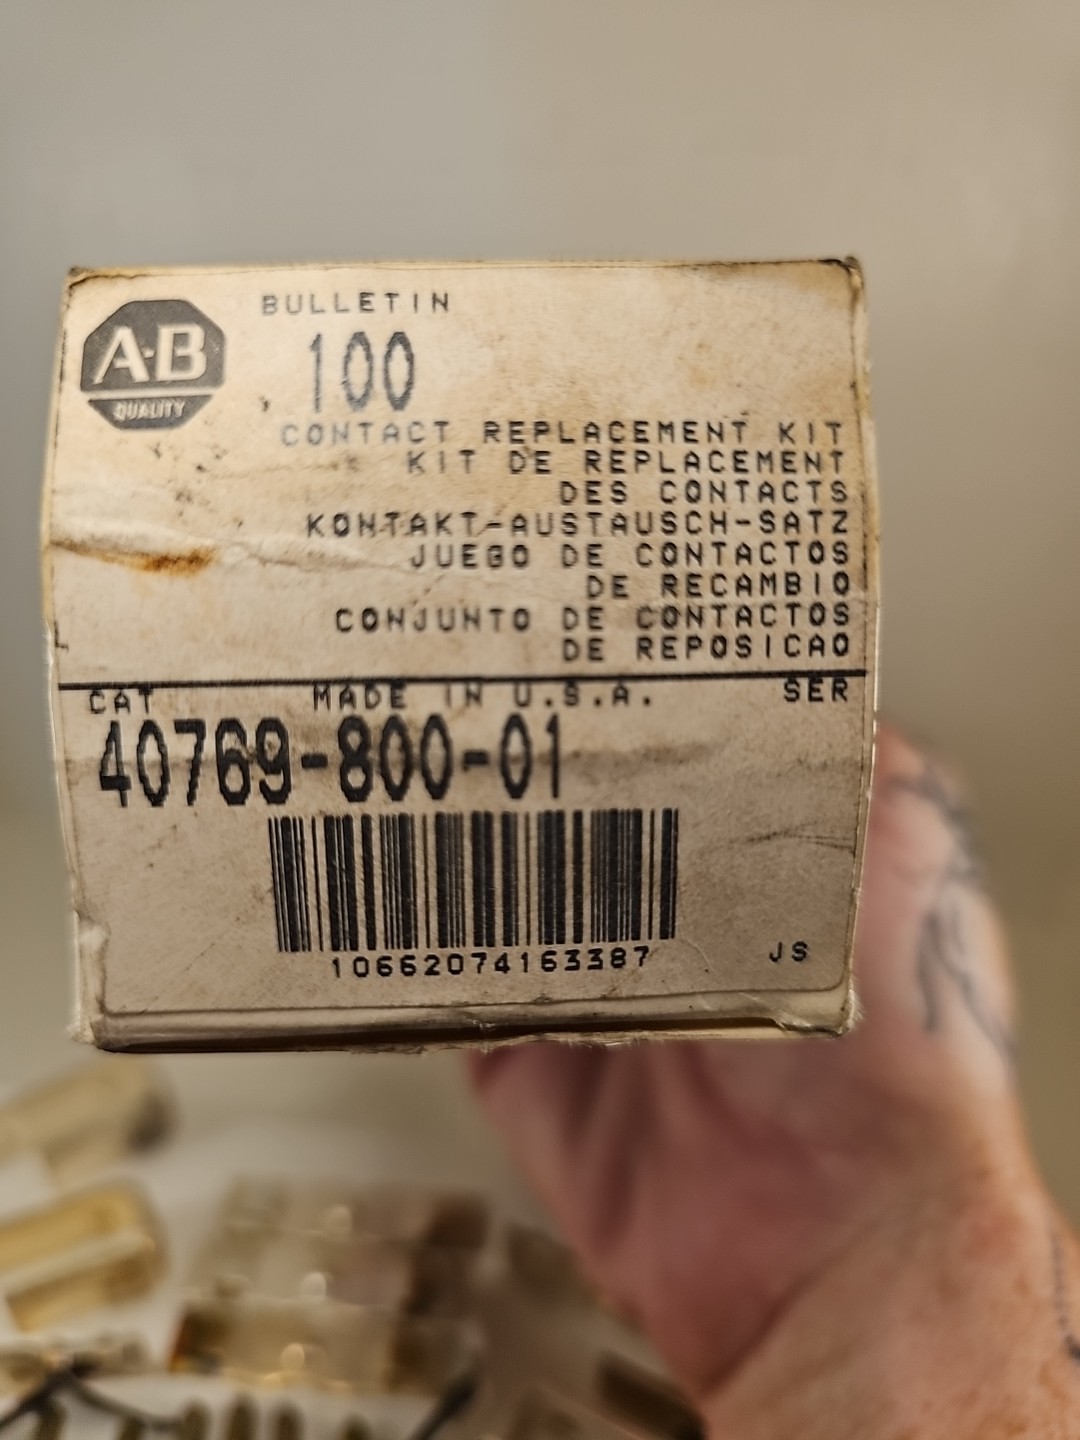 A-B
QUALITY
BULLETIN
100
CONTACT REPLACEMENT KIT
KIT DE REPLACEMENT
DES CONTACTS
KONTAKT-AUSTAUSCH-SATZ
JUEGO DE CONTACTOS
DE RECAMBIO
CONJUNTO DE CONTACTOS
DE REPOSICAO
L
CAT MADE IN U.S.A. SER
40769-800-01
10662074163387
JS